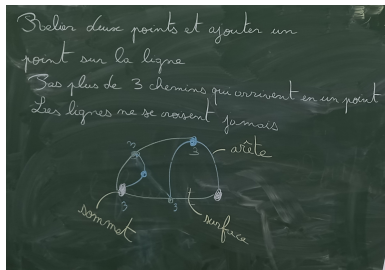 Relier deux points et ajouter un
point sur la ligne
Pas plus de 3 chemins qui arrivent en un point
Les lignes ne se croisent jamais
3
3
arête
3
3
sommet
surface